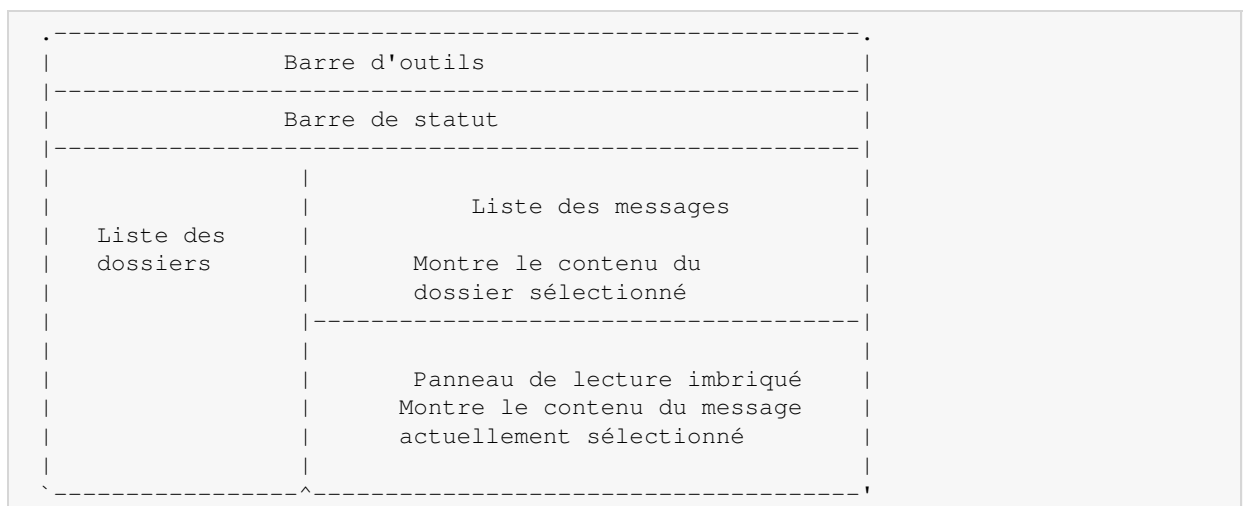 Barre d'outils
Barre de statut
Liste des messages
Liste des
dossiers
Montre le contenu du
dossier sélectionné
Panneau de lecture imbriqué
Montre le contenu du message
actuellement sélectionné